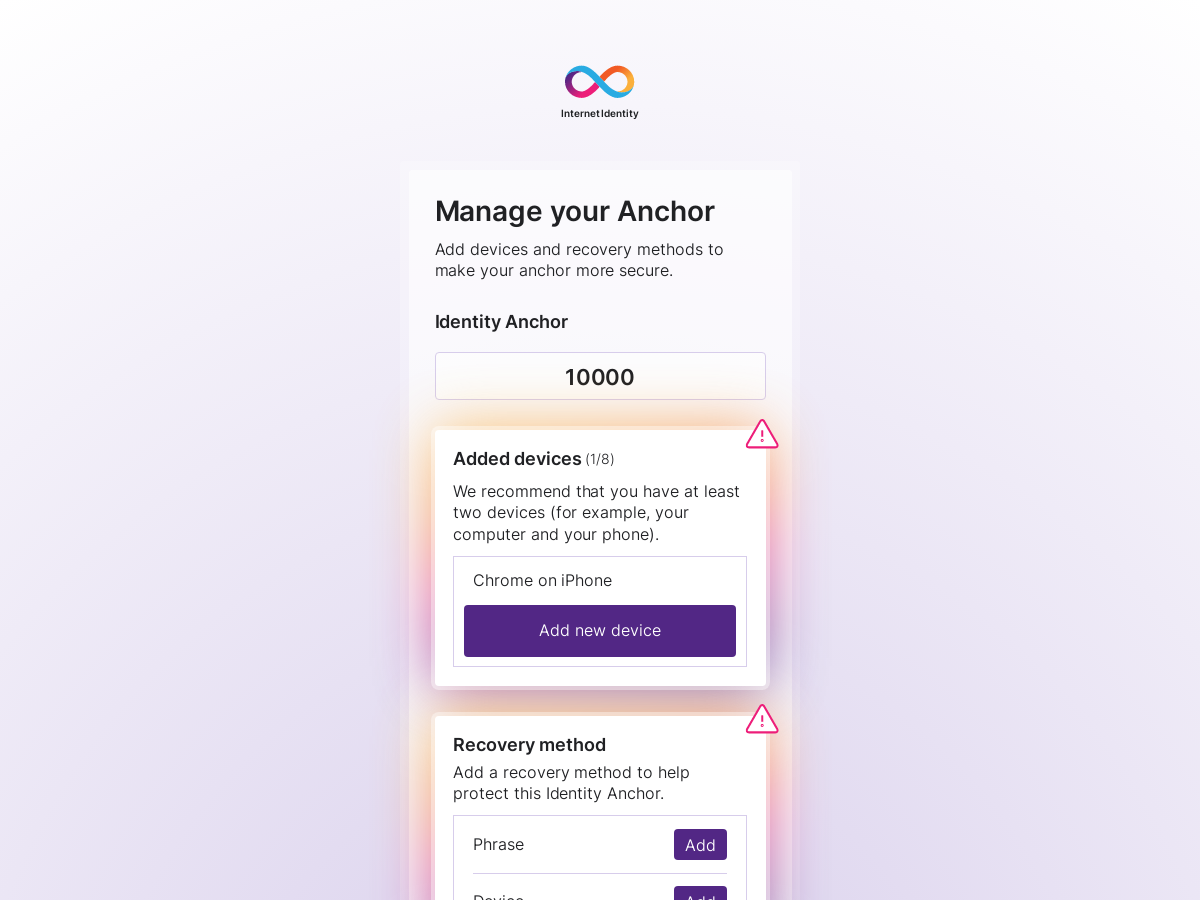 Internet Identity
Manage your Anchor
Add devices and recovery methods to
make your anchor more secure.
Identity Anchor
10000
Added devices (1/8)
We recommend that you have at least
two devices (for example, your
computer and your phone).
Chrome on iPhone
Add new device
Recovery method
Add a recovery method to help
protect this Identity Anchor.
Phrase Add
Device Add